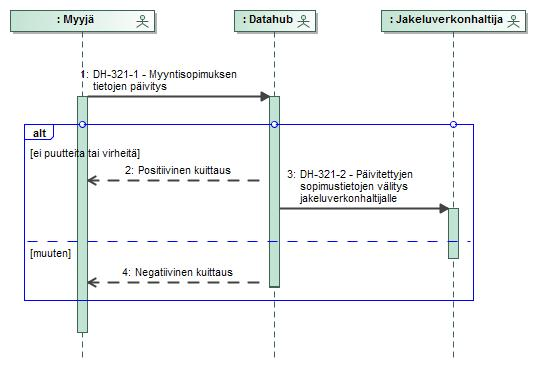 : Myyjä
: Datahub
: Jakeluverkonhaltija
1: DH-321-1 - Myyntisopimuksen
tietojen päivitys
alt
[ei puutteita tai virheitä]
2: Positiivinen kuittaus
3: DH-321-2 - Päivitettyjen
sopimustietojen välitys
jakeluverkonhaltijalle
[muuten]
4: Negatiivinen kuittaus